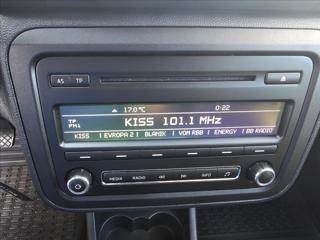 AS TP
17.0°C 0:22
TP
FM1
KISS 101.1 MHz
KISS | EVROPA 2 | BLANIK | VOM RBB | ENERGY | BB RADIO
MEDIA RADIO INFO